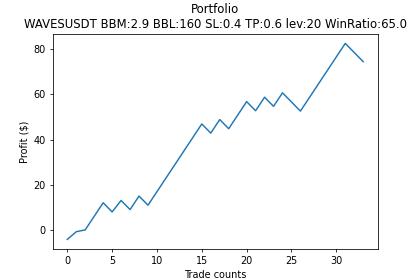 Portfolio
WAVESUSDT BBM:2.9 BBL:160 SL:0.4 TP:0.6 lev:20 WinRatio:65.0
80
60
40
20
0
Profit ($)
0 5 10 15 20 25 30
Trade counts